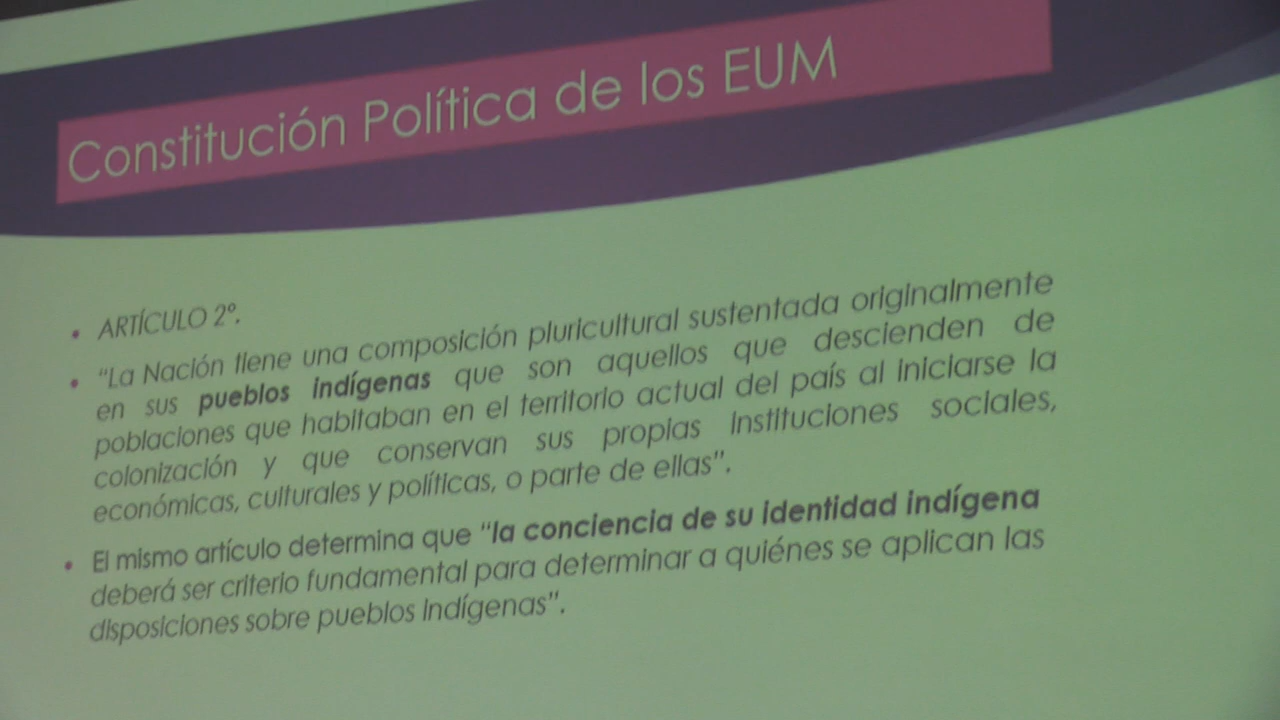 Constitución Política de los EUM
• ARTÍCULO 2º.
• “La Nación tiene una composición pluricultural sustentada originalmente
en sus pueblos indígenas que son aquellos que descienden de
poblaciones que habitaban en el territorio actual del país al iniciarse la
colonización y que conservan sus propias instituciones sociales,
económicas, culturales y políticas, o parte de ellas”.
• El mismo artículo determina que “la conciencia de su identidad indígena
deberá ser criterio fundamental para determinar a quiénes se aplican las
disposiciones sobre pueblos indígenas”.